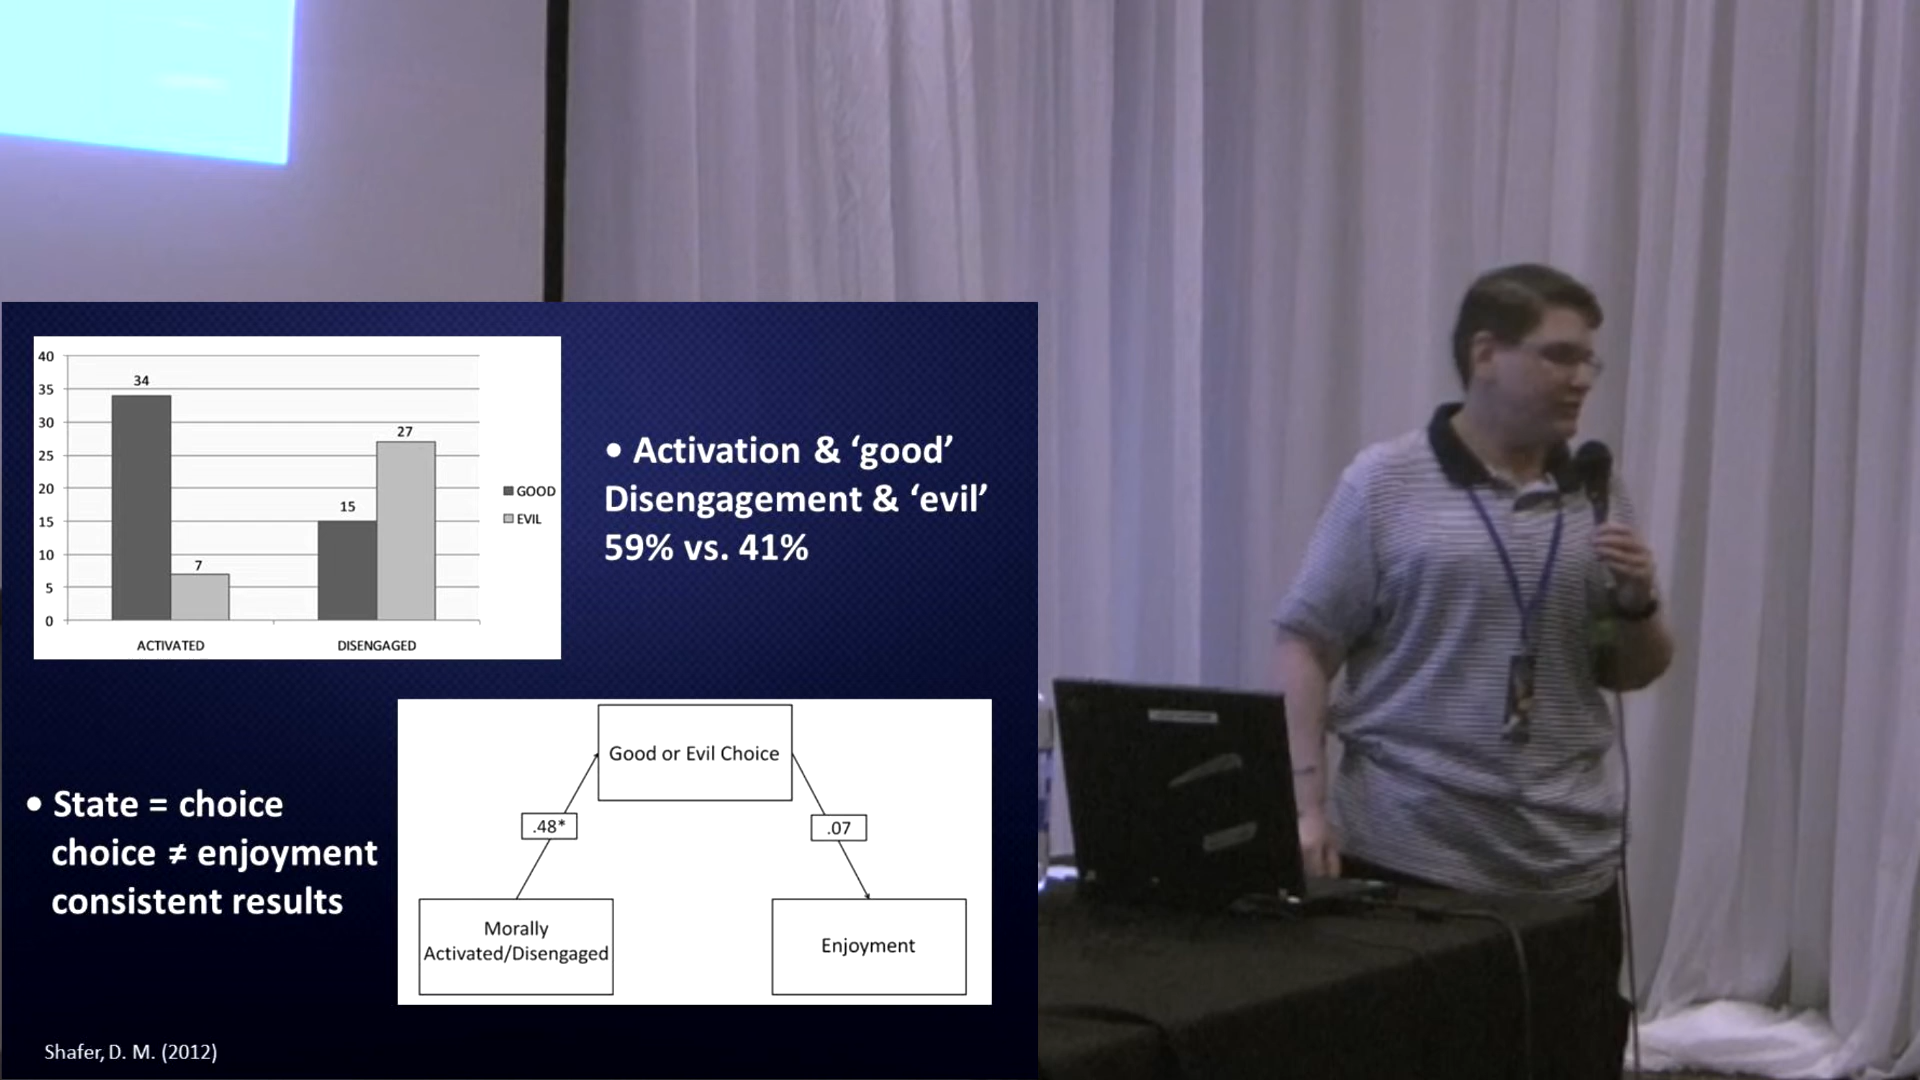 40
35
30
25
20
15
10
5
0
34
7
15
27
ACTIVATED
DISENGAGED
GOOD
EVIL
• Activation & ‘good’
Disengagement & ‘evil’
59% vs. 41%
• State = choice
choice ≠ enjoyment
consistent results
Good or Evil Choice
.48*
.07
Morally
Activated/Disengaged
Enjoyment
Shafer, D. M. (2012)